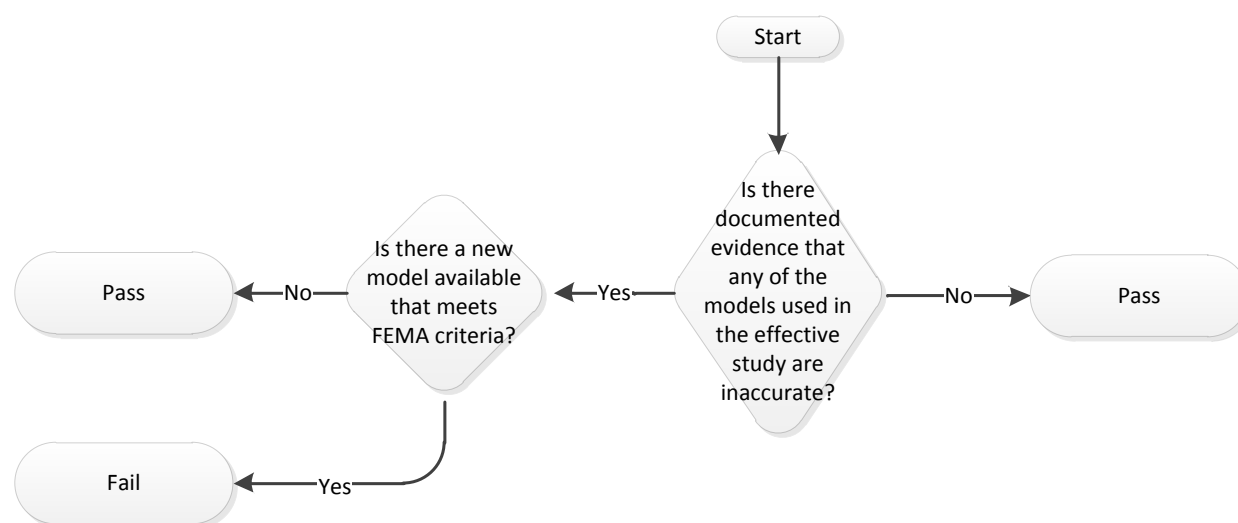 Start
Is there
documented
evidence that
any of the
models used in
the effective
study are
inaccurate?
Yes
No
Pass
Is there a new
model available
that meets
FEMA criteria?
No
Pass
Yes
Fail